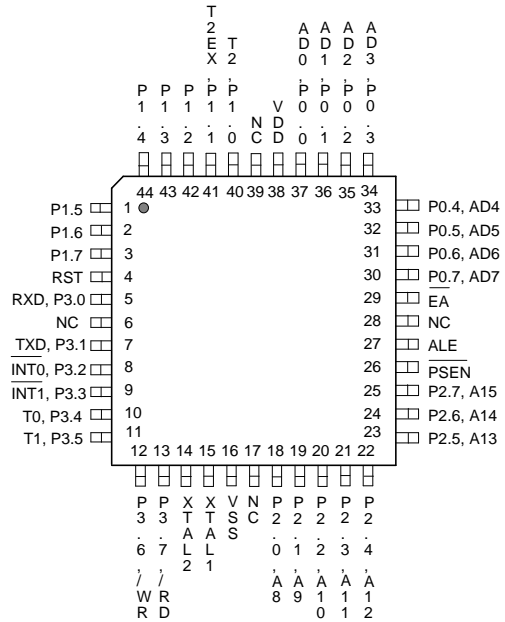 P1.4
P1.3
P1.2
T2EX,P1.1
T2,P1.0
NC
VDD
AD0,P0.0
AD1,P0.1
AD2,P0.2
AD3,P0.3
44 43 42 41 40 39 38 37 36 35 34
P1.5 1
P1.6 2
P1.7 3
RST 4
RXD, P3.0 5
NC 6
TXD, P3.1 7
INT0, P3.2 8
INT1, P3.3 9
T0, P3.4 10
T1, P3.5 11
33 P0.4, AD4
32 P0.5, AD5
31 P0.6, AD6
30 P0.7, AD7
29 EA
28 NC
27 ALE
26 PSEN
25 P2.7, A15
24 P2.6, A14
23 P2.5, A13
12 13 14 15 16 17 18 19 20 21 22
P3.6,/WR
P3.7,/RD
XTAL2
XTAL1
VSS
NC
P2.0,A8
P2.1,A9
P2.2,A10
P2.3,A11
P2.4,A12